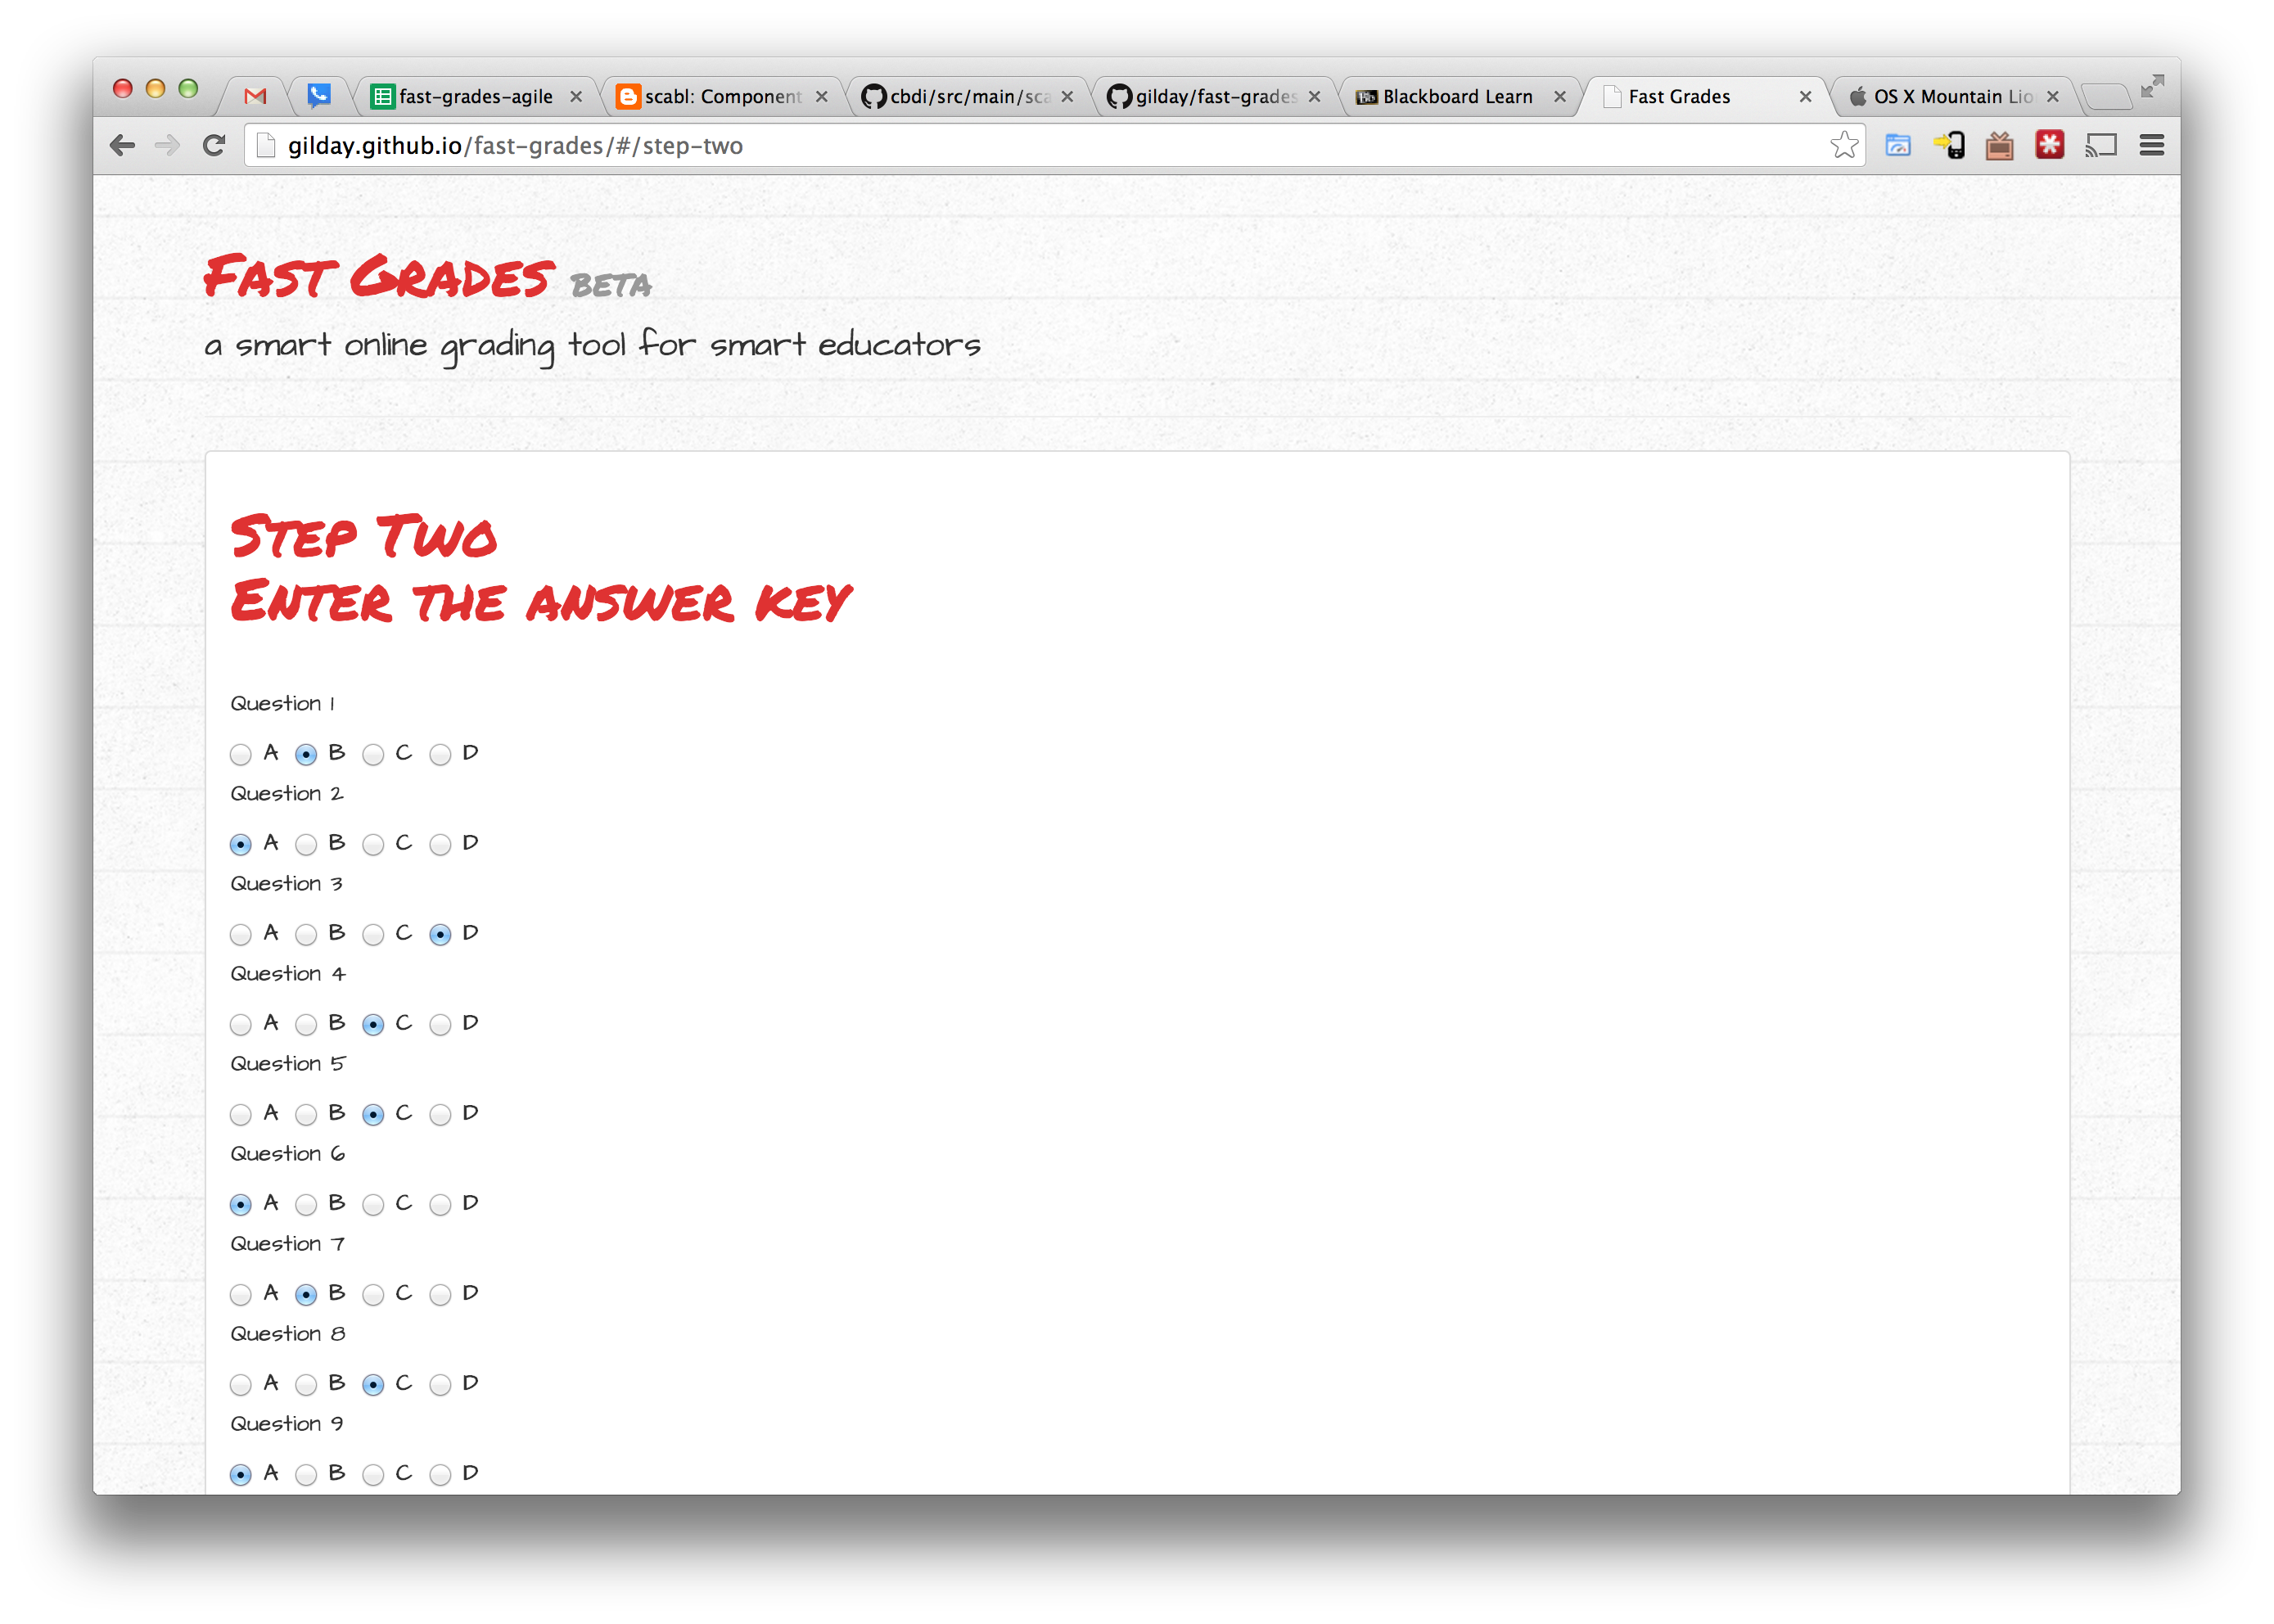 fast-grades-agile
scabl: Component
cbdi/src/main/sca
gilday/fast-grades
Blackboard Learn
Fast Grades
OS X Mountain Lio
gilday.github.io/fast-grades/#/step-two
Fast Grades BETA
a smart online grading tool for smart educators
Step Two
Enter the answer key
Question 1
A B C D
Question 2
A B C D
Question 3
A B C D
Question 4
A B C D
Question 5
A B C D
Question 6
A B C D
Question 7
A B C D
Question 8
A B C D
Question 9
A B C D